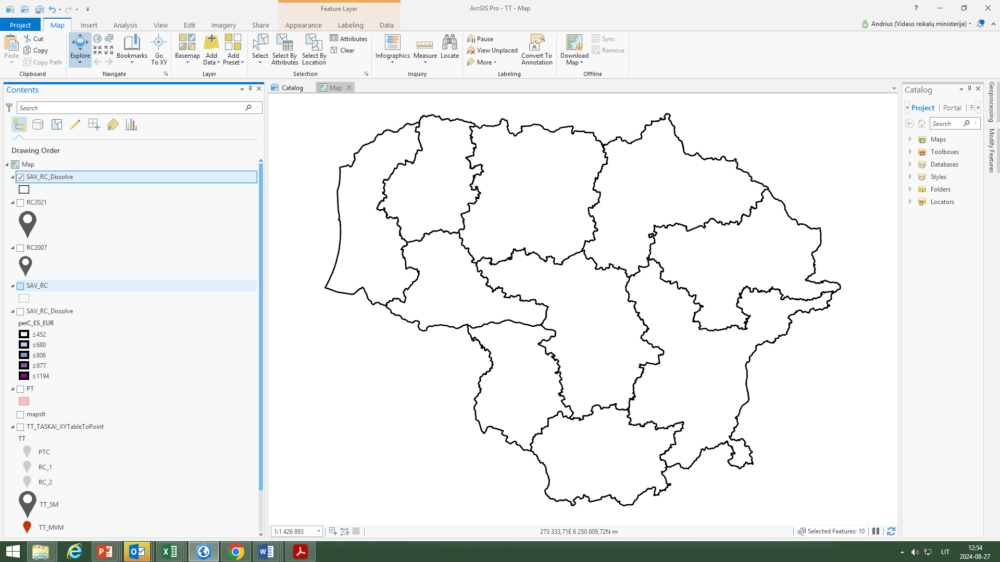 Feature Layer
ArcGIS Pro - TT - Map
?
Project
Map
Insert
Analysis
View
Edit
Imagery
Share
Appearance
Labeling
Data
Andrius (Vidaus reikalų ministerija)
Paste
Cut
Copy
Copy Path
Clipboard
Explore
Bookmarks
Go To XY
Navigate
Basemap
Add Data
Add Preset
Layer
Select
Select By Attributes
Select By Location
Attributes
Clear
Selection
Infographics
Measure
Locate
Inquiry
Pause
View Unplaced
More
Convert To Annotation
Labeling
Download Map
Sync
Remove
Offline
Contents
Search
Drawing Order
Map
SAV_RC_Dissolve
RC2021
RC2007
SAV_RC
SAV_RC_Dissolve
perC_ES_EUR
≤452
≤680
≤806
≤977
≤1194
PT
mapslt
TT_TASKAI_XYTableToPoint
TT
PTC
RC_1
RC_2
TT_5M
TT_MVM
Catalog
Map
1:1 426 893
273 333,71E 6 250 809,72N m
Selected Features: 10
Catalog
Project
Portal
Search
Maps
Toolboxes
Databases
Styles
Folders
Locators
Geoprocessing
Modify Features
LIT
12:54
2024-08-27